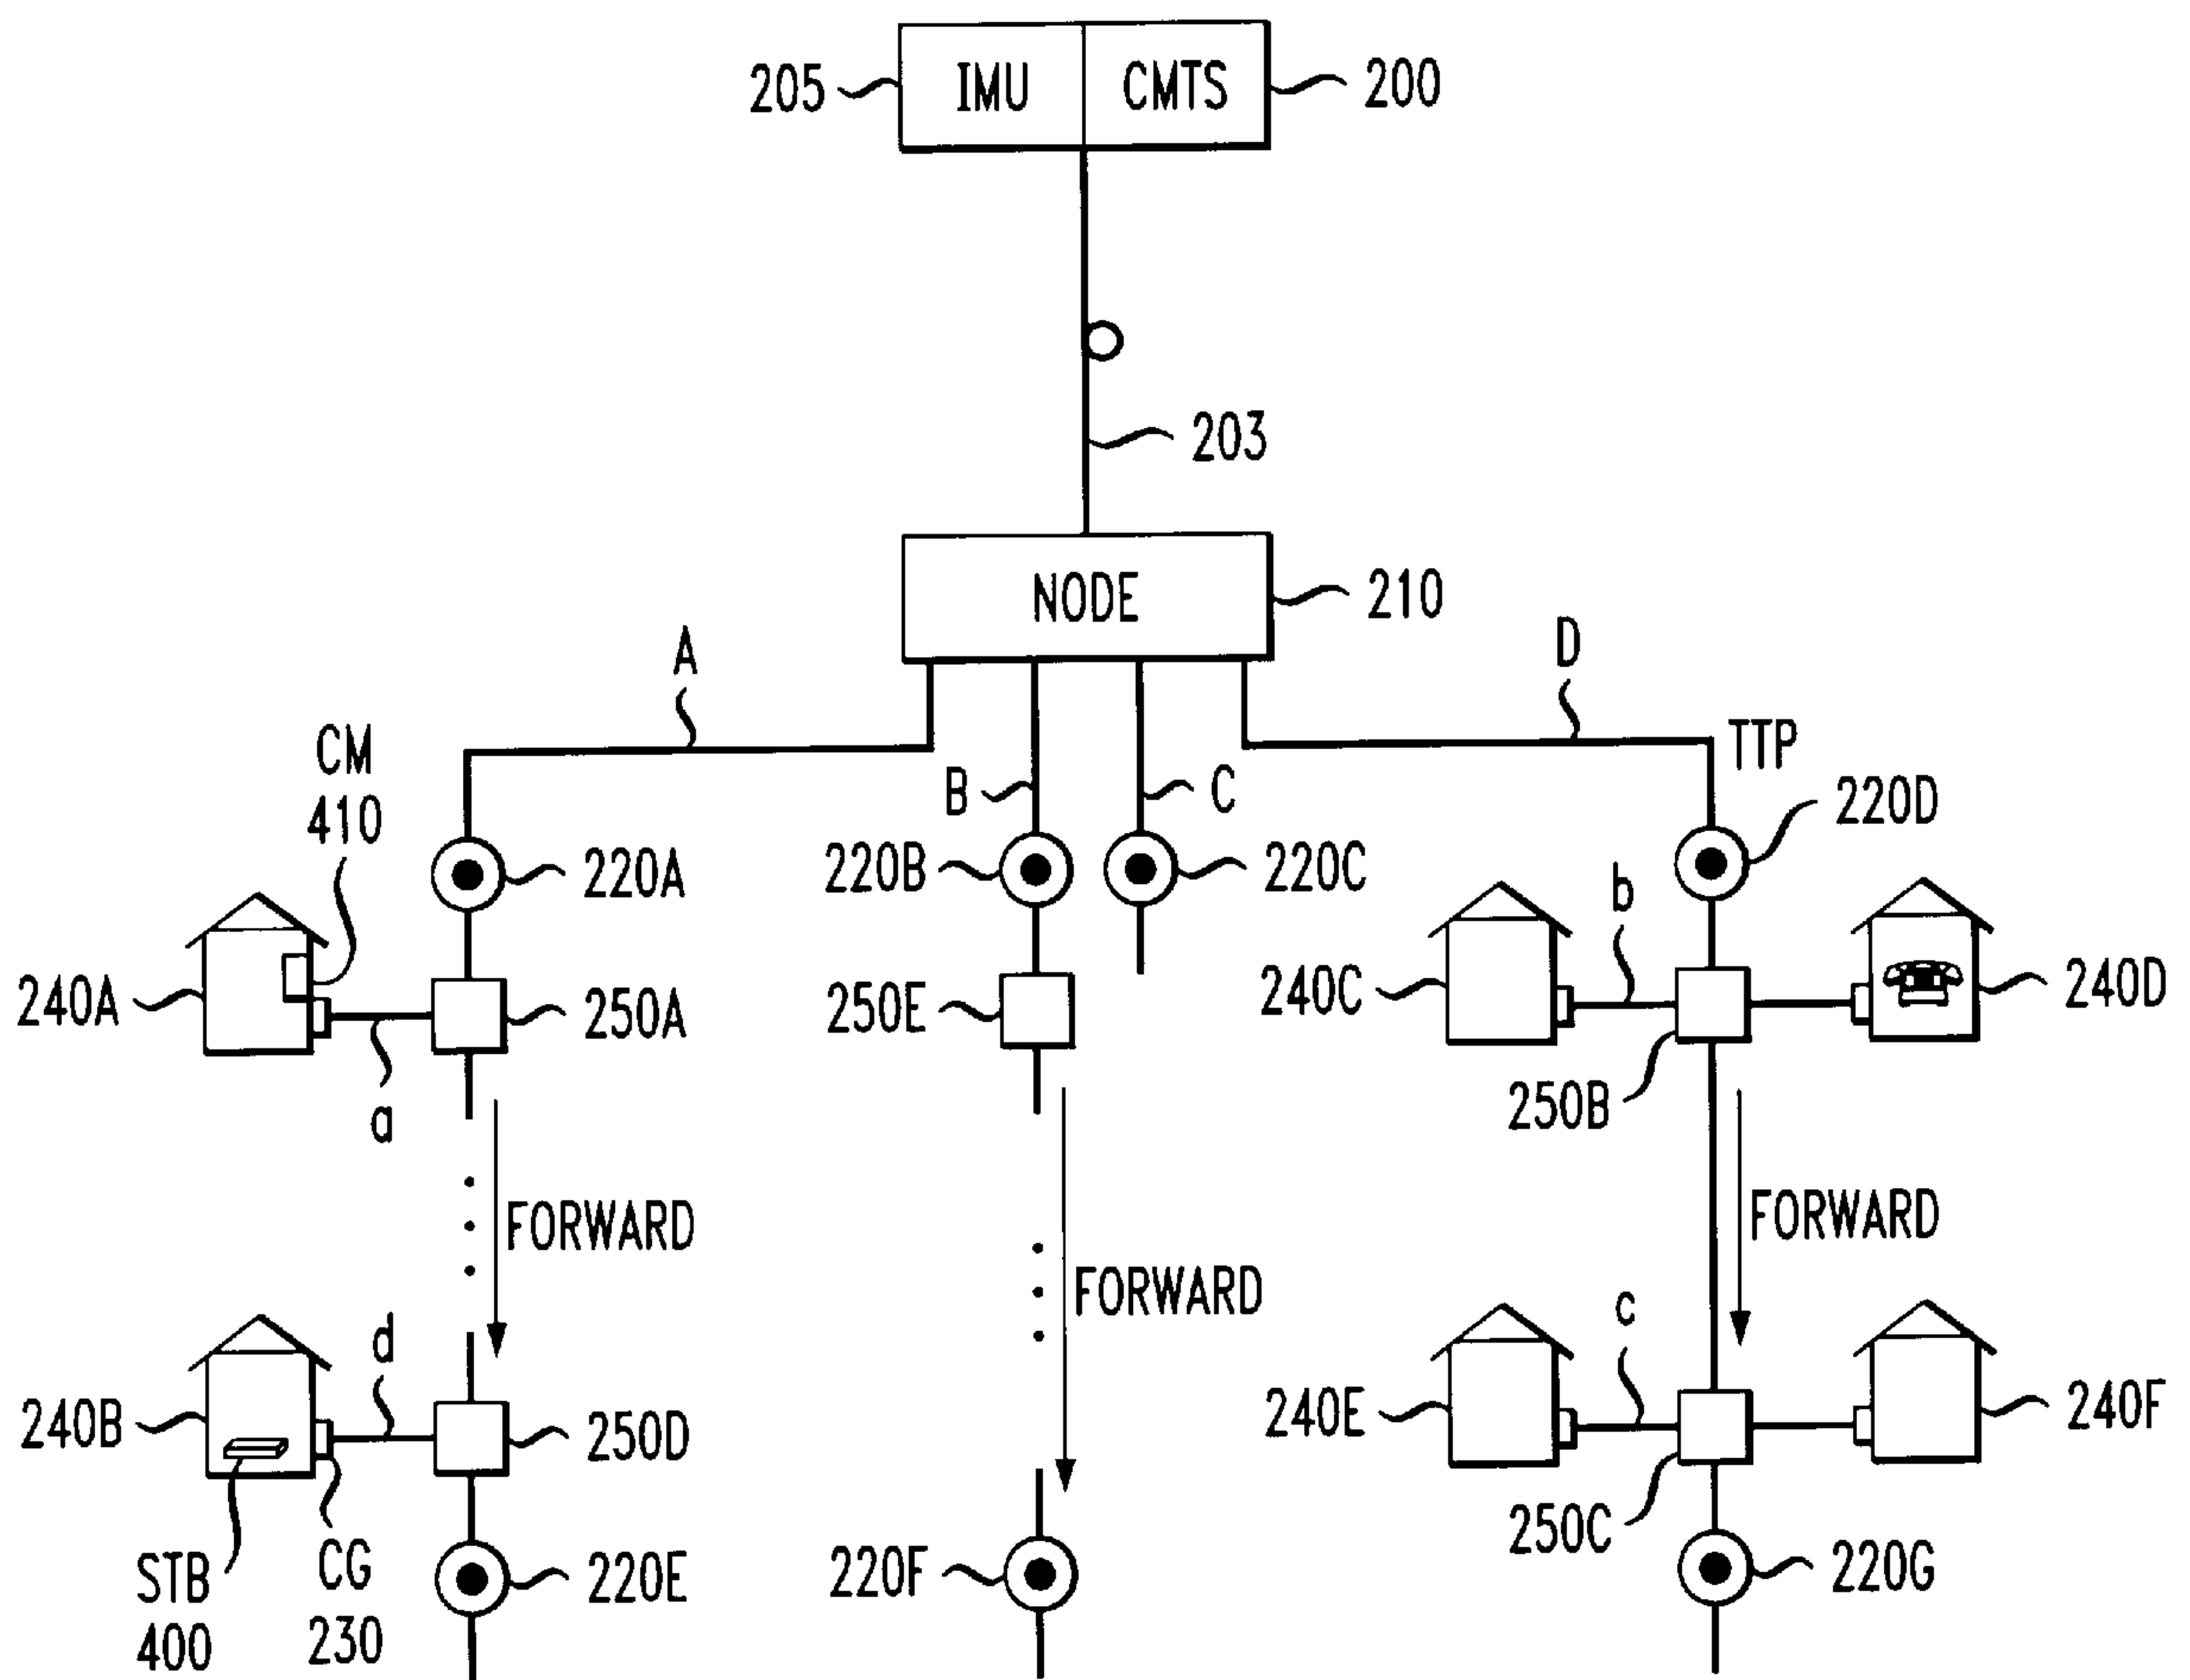 205 IMU CMTS 200
203
NODE 210
A
D
CM
410
B
C
TTP
220D
220A
220B
220C
b
240A
250A
250E
240C
240D
a
250B
FORWARD
FORWARD
FORWARD
d
c
240B
250D
240E
240F
STB
400
CG
230
220E
220F
250C
220G